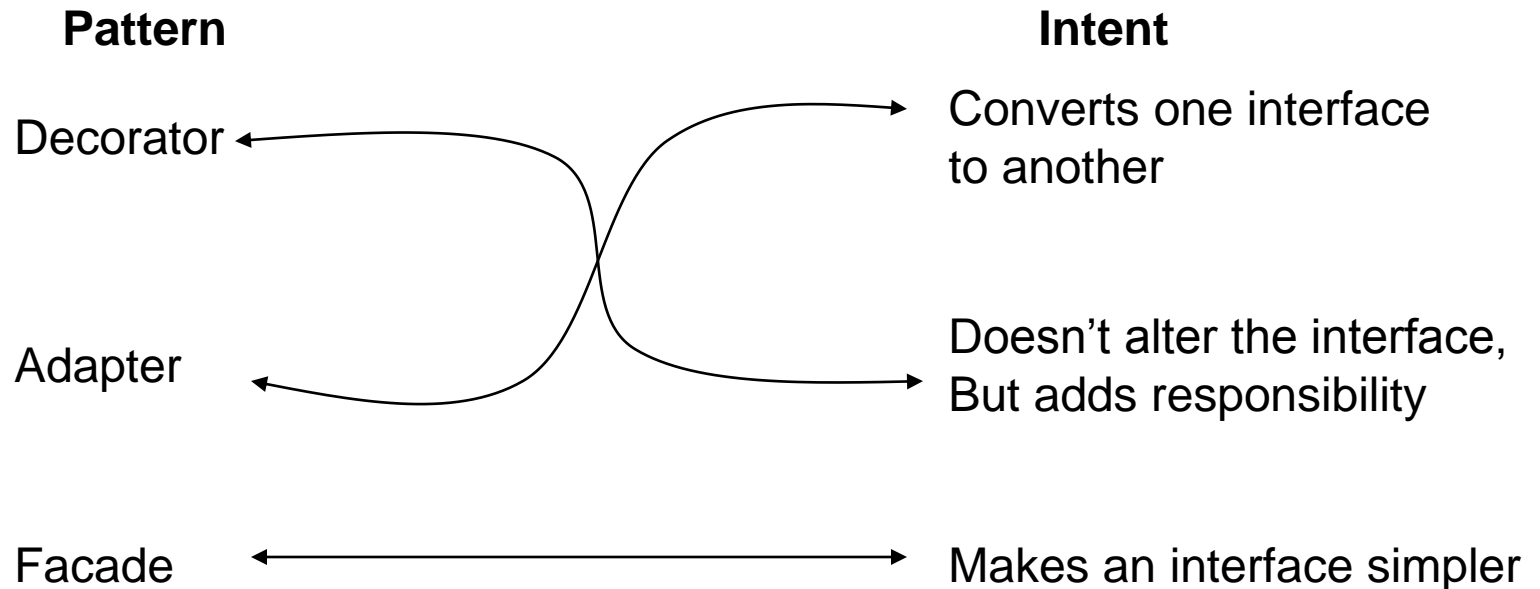 Pattern
Intent
Decorator
Converts one interface
to another
Adapter
Doesn’t alter the interface,
But adds responsibility
Facade
Makes an interface simpler